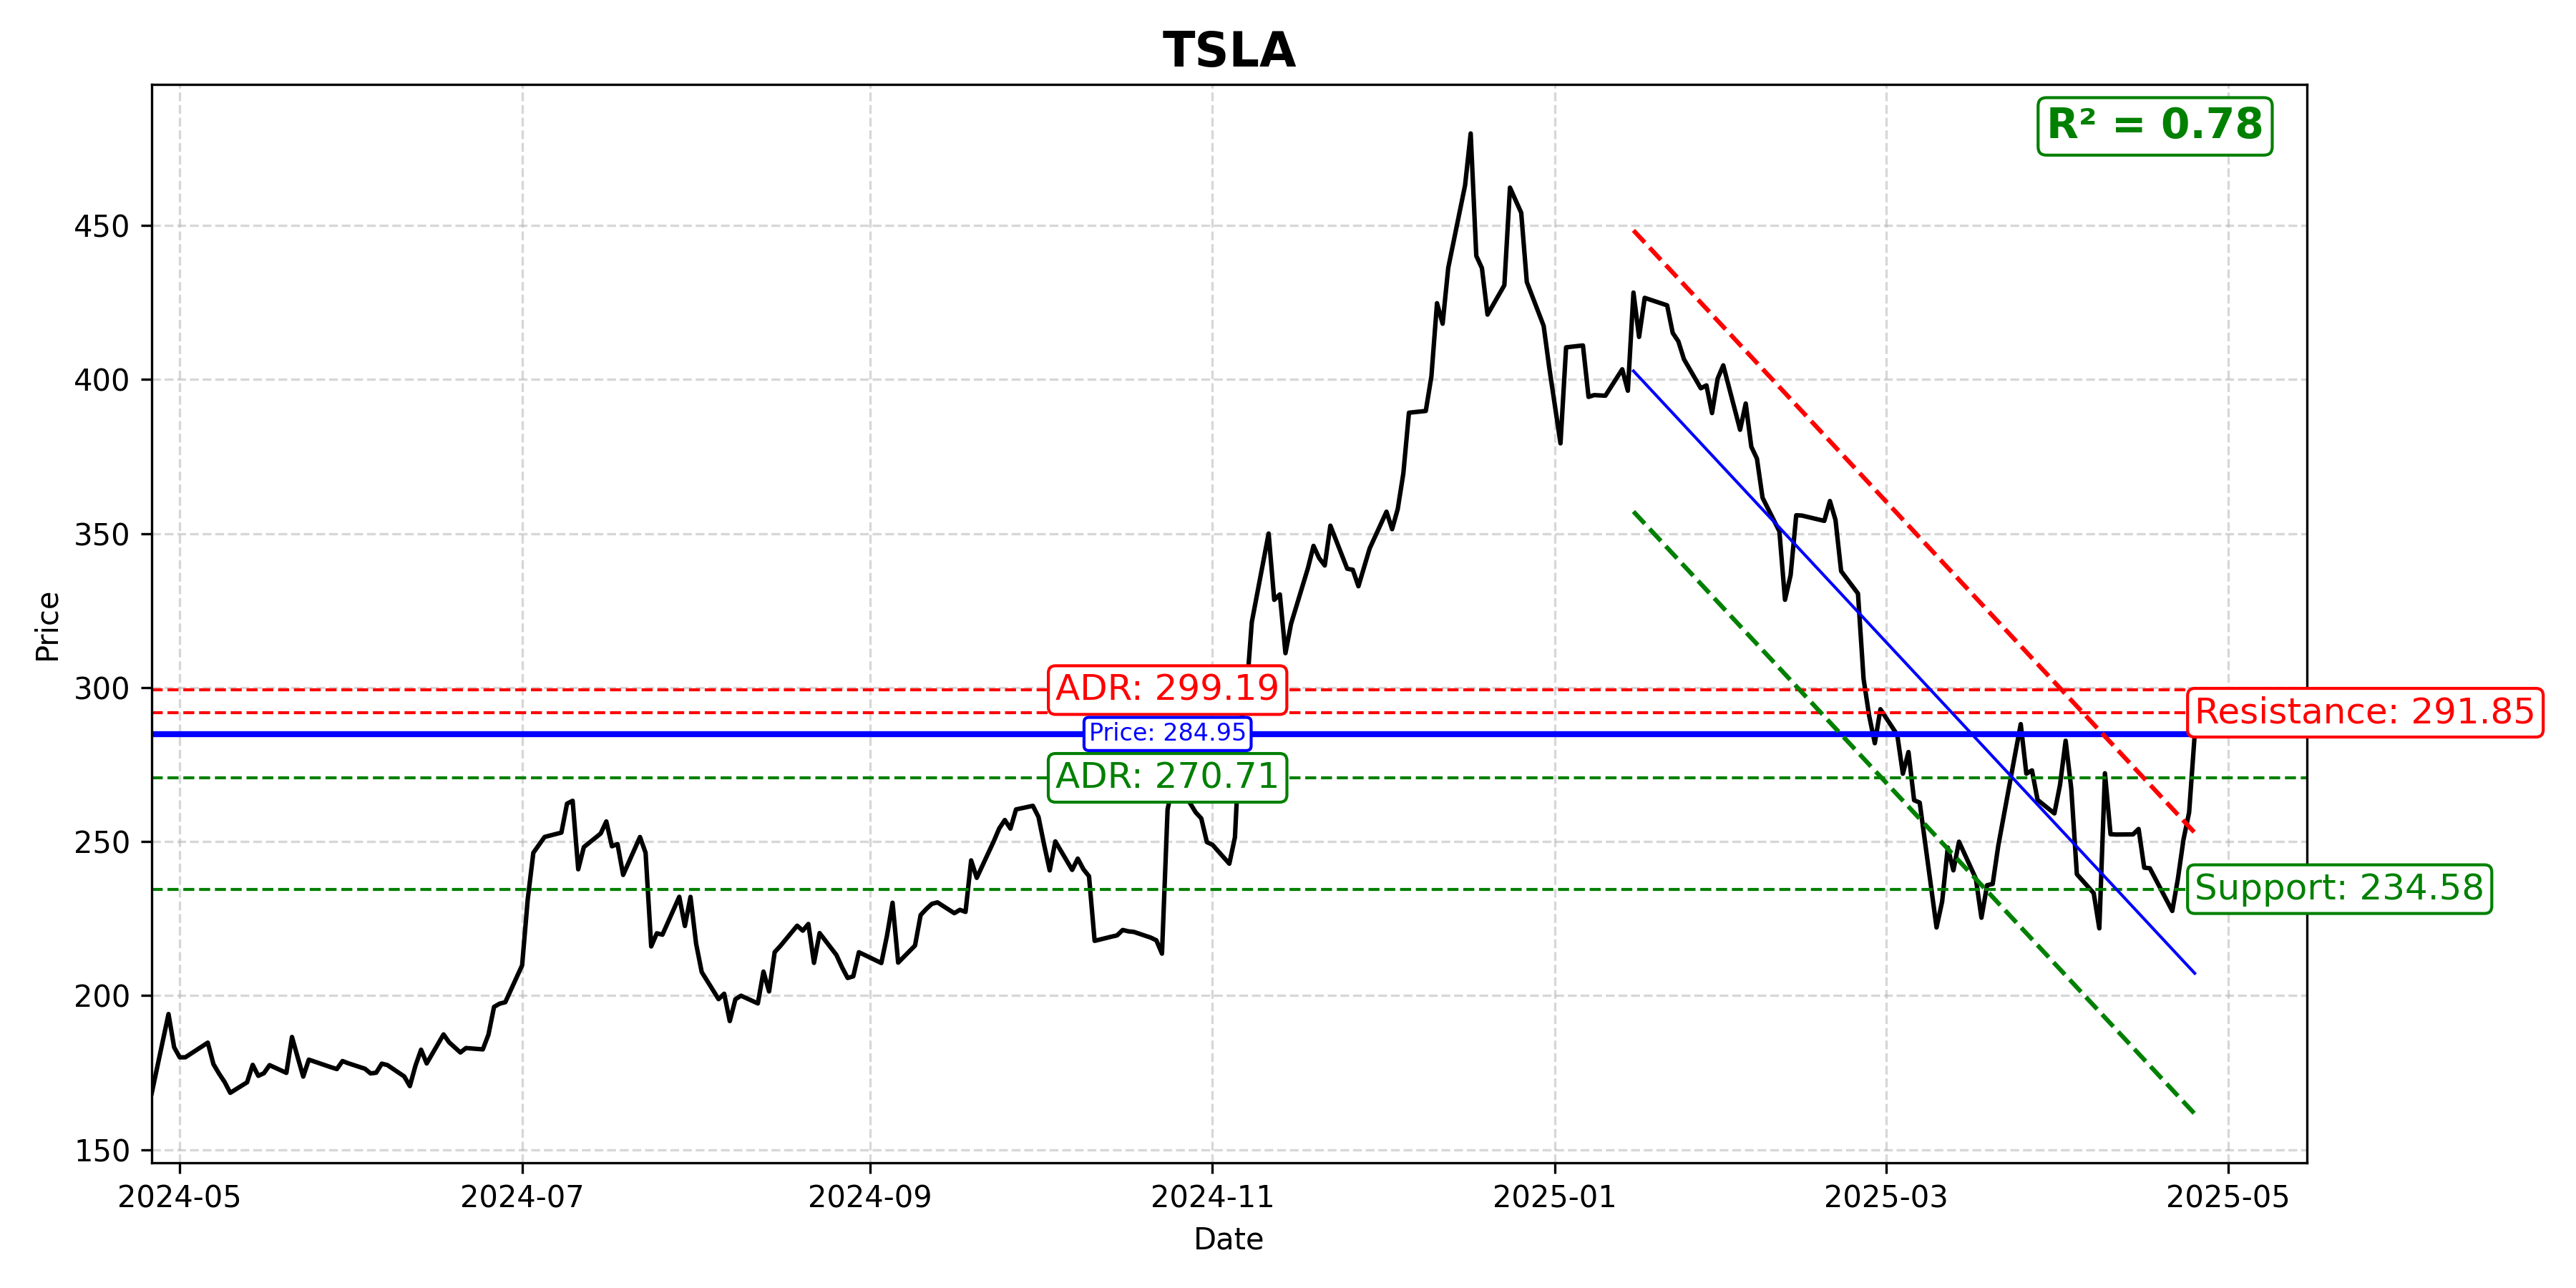 TSLA
R² = 0.78
Price
450
400
350
300
250
200
150
ADR: 299.19
Resistance: 291.85
Price: 284.95
ADR: 270.71
Support: 234.58
2024-05
2024-07
2024-09
2024-11
2025-01
2025-03
2025-05
Date